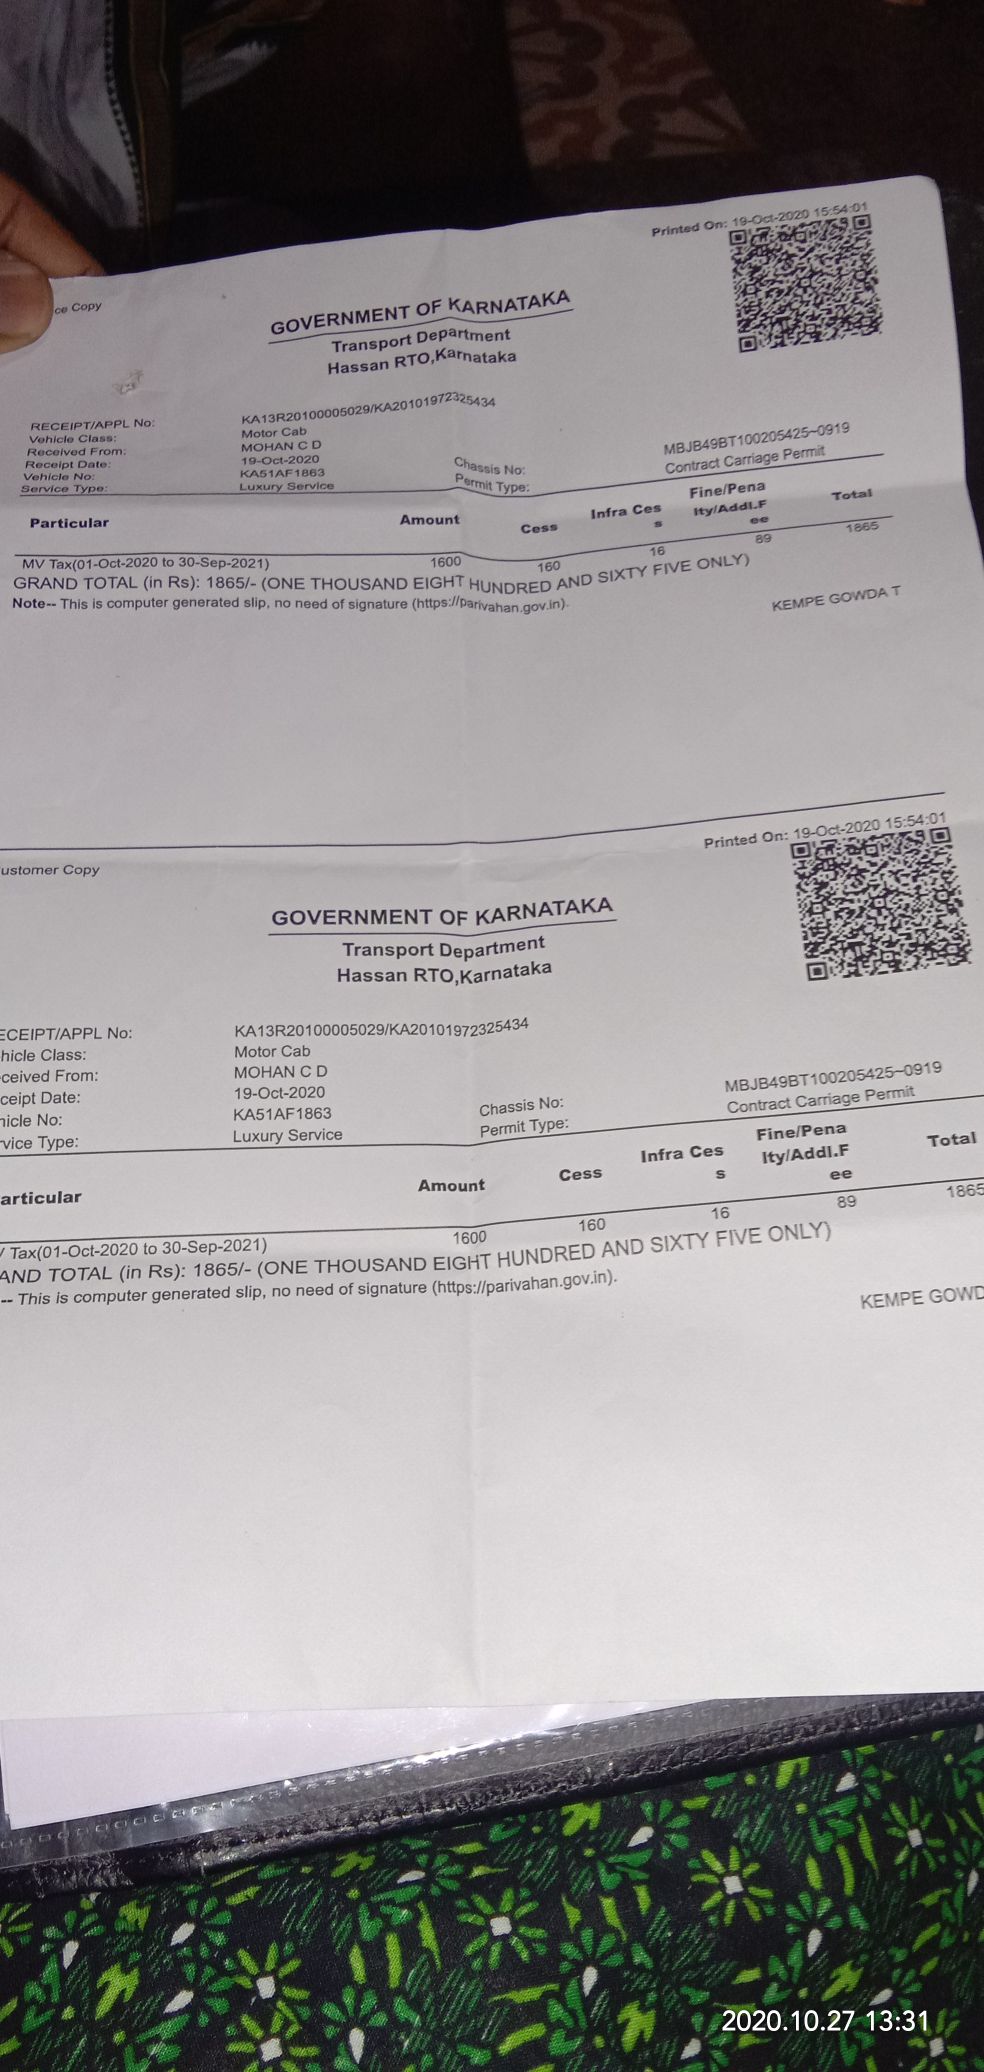 Printed On: 19-Oct-2020 15:54:01
ce Copy
GOVERNMENT OF KARNATAKA
Transport Department
Hassan RTO,Karnataka
RECEIPT/APPL No: KA13R20100005029/KA20101972325434
Vehicle Class: Motor Cab
Received From: MOHAN C D
Receipt Date: 19-Oct-2020 Chassis No: MBJB49BT100205425~0919
Vehicle No: KA51AF1863 Permit Type: Contract Carriage Permit
Service Type: Luxury Service
Particular Amount Cess Infra Ces Fine/Pena Total
s lty/Addl.F
ee
MV Tax(01-Oct-2020 to 30-Sep-2021) 1600 160 16 89 1865
GRAND TOTAL (in Rs): 1865/- (ONE THOUSAND EIGHT HUNDRED AND SIXTY FIVE ONLY)
Note-- This is computer generated slip, no need of signature (https://parivahan.gov.in).
KEMPE GOWDA T
Printed On: 19-Oct-2020 15:54:01
ustomer Copy
GOVERNMENT OF KARNATAKA
Transport Department
Hassan RTO,Karnataka
ECEIPT/APPL No: KA13R20100005029/KA20101972325434
hicle Class: Motor Cab
ceived From: MOHAN C D
ceipt Date: 19-Oct-2020 Chassis No: MBJB49BT100205425~0919
hicle No: KA51AF1863 Permit Type: Contract Carriage Permit
rvice Type: Luxury Service
articular Amount Cess Infra Ces Fine/Pena Total
s lty/Addl.F
ee
/ Tax(01-Oct-2020 to 30-Sep-2021) 1600 160 16 89 1865
AND TOTAL (in Rs): 1865/- (ONE THOUSAND EIGHT HUNDRED AND SIXTY FIVE ONLY)
-- This is computer generated slip, no need of signature (https://parivahan.gov.in).
KEMPE GOWD
2020.10.27 13:31